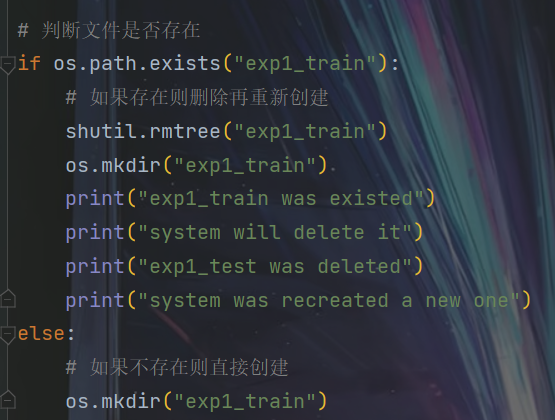 # 判断文件是否存在
if os.path.exists("exp1_train"):
# 如果存在则删除再重新创建
shutil.rmtree("exp1_train")
os.mkdir("exp1_train")
print("exp1_train was existed")
print("system will delete it")
print("exp1_test was deleted")
print("system was recreated a new one")
else:
# 如果不存在则直接创建
os.mkdir("exp1_train")